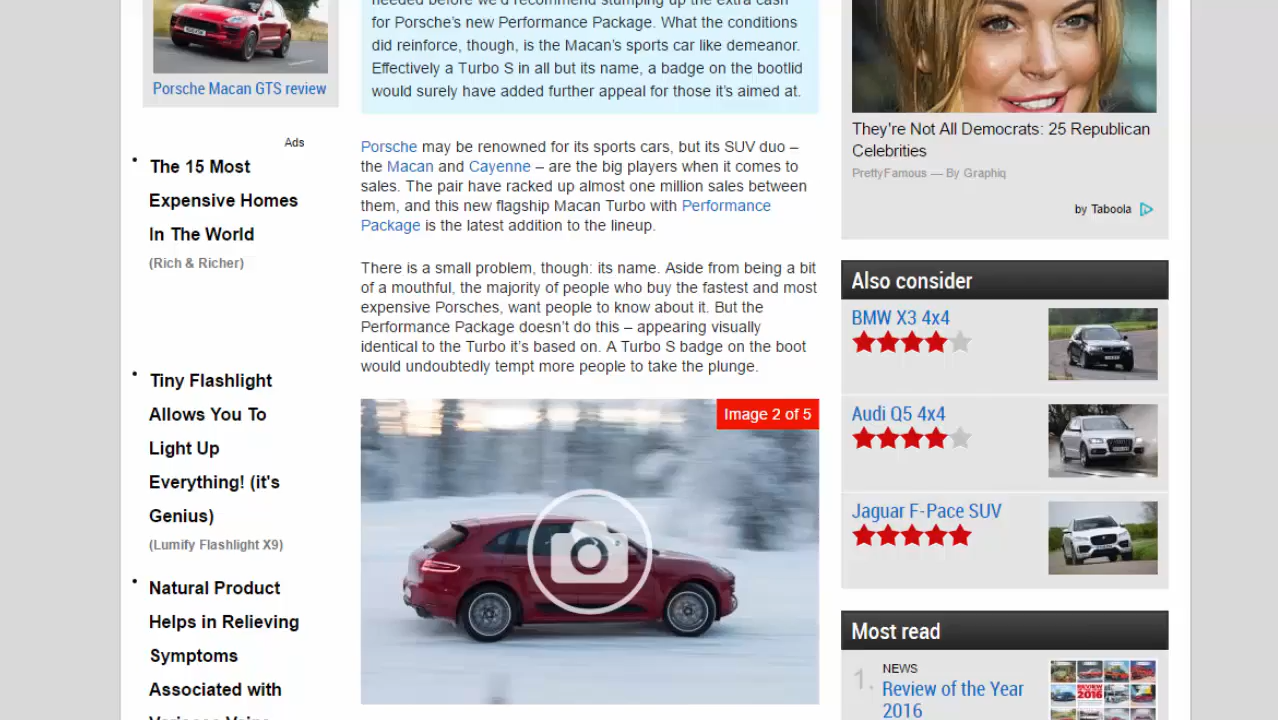 Porsche Macan GTS review
Ads
The 15 Most
Expensive Homes
In The World
(Rich & Richer)
Tiny Flashlight
Allows You To
Light Up
Everything! (it's
Genius)
(Lumify Flashlight X9)
Natural Product
Helps in Relieving
Symptoms
Associated with
needed before we'd recommend stumping up the extra cash
for Porsche's new Performance Package. What the conditions
did reinforce, though, is the Macan's sports car like demeanor.
Effectively a Turbo S in all but its name, a badge on the bootlid
would surely have added further appeal for those it's aimed at.
Porsche may be renowned for its sports cars, but its SUV duo –
the Macan and Cayenne – are the big players when it comes to
sales. The pair have racked up almost one million sales between
them, and this new flagship Macan Turbo with Performance
Package is the latest addition to the lineup.
There is a small problem, though: its name. Aside from being a bit
of a mouthful, the majority of people who buy the fastest and most
expensive Porsches, want people to know about it. But the
Performance Package doesn't do this – appearing visually
identical to the Turbo it's based on. A Turbo S badge on the boot
would undoubtedly tempt more people to take the plunge.
Image 2 of 5
They're Not All Democrats: 25 Republican
Celebrities
PrettyFamous — By Graphiq
by Taboola
Also consider
BMW X3 4x4
Audi Q5 4x4
Jaguar F-Pace SUV
Most read
1.
NEWS
Review of the Year
2016